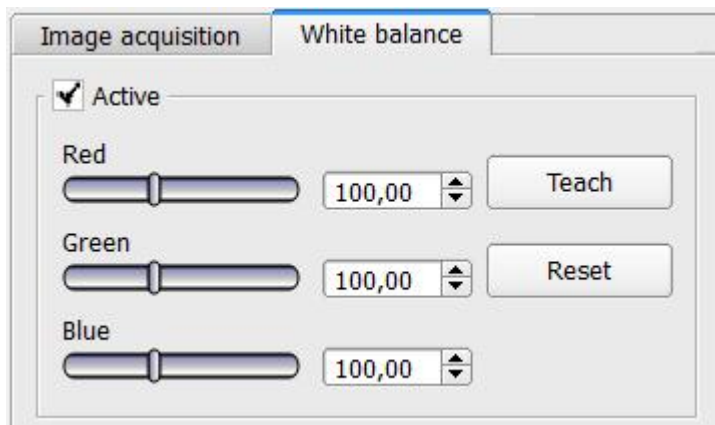 Image acquisition White balance
Active
Red
100,00 Teach
Green
100,00 Reset
Blue
100,00